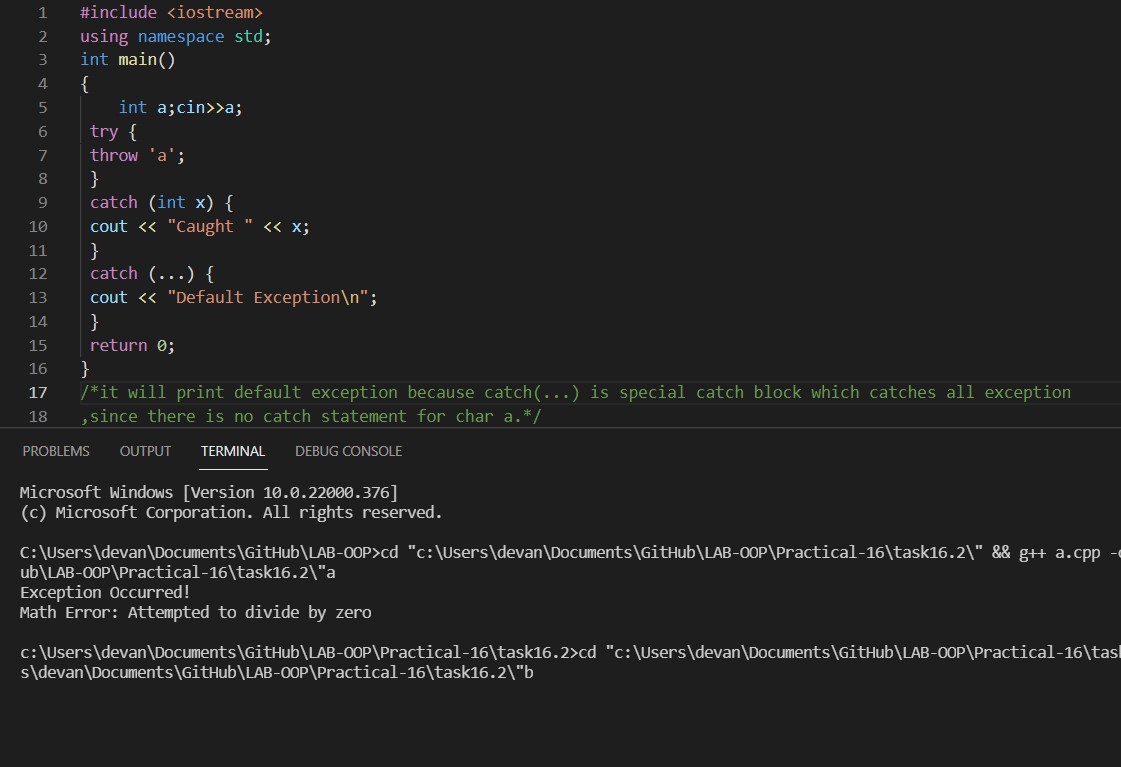 1 #include <iostream>
2 using namespace std;
3 int main()
4 {
5 int a;cin>>a;
6 try {
7 throw 'a';
8 }
9 catch (int x) {
10 cout << "Caught " << x;
11 }
12 catch (...) {
13 cout << "Default Exception\n";
14 }
15 return 0;
16 }
17 /*it will print default exception because catch(...) is special catch block which catches all exception
18 ,since there is no catch statement for char a.*/
PROBLEMS OUTPUT TERMINAL DEBUG CONSOLE
Microsoft Windows [Version 10.0.22000.376]
(c) Microsoft Corporation. All rights reserved.
C:\Users\devan\Documents\GitHub\LAB-OOP>cd "c:\Users\devan\Documents\GitHub\LAB-OOP\Practical-16\task16.2\" && g++ a.cpp -
ub\LAB-OOP\Practical-16\task16.2\"a
Exception Occurred!
Math Error: Attempted to divide by zero
c:\Users\devan\Documents\GitHub\LAB-OOP\Practical-16\task16.2>cd "c:\Users\devan\Documents\GitHub\LAB-OOP\Practical-16\tas
s\devan\Documents\GitHub\LAB-OOP\Practical-16\task16.2\"b